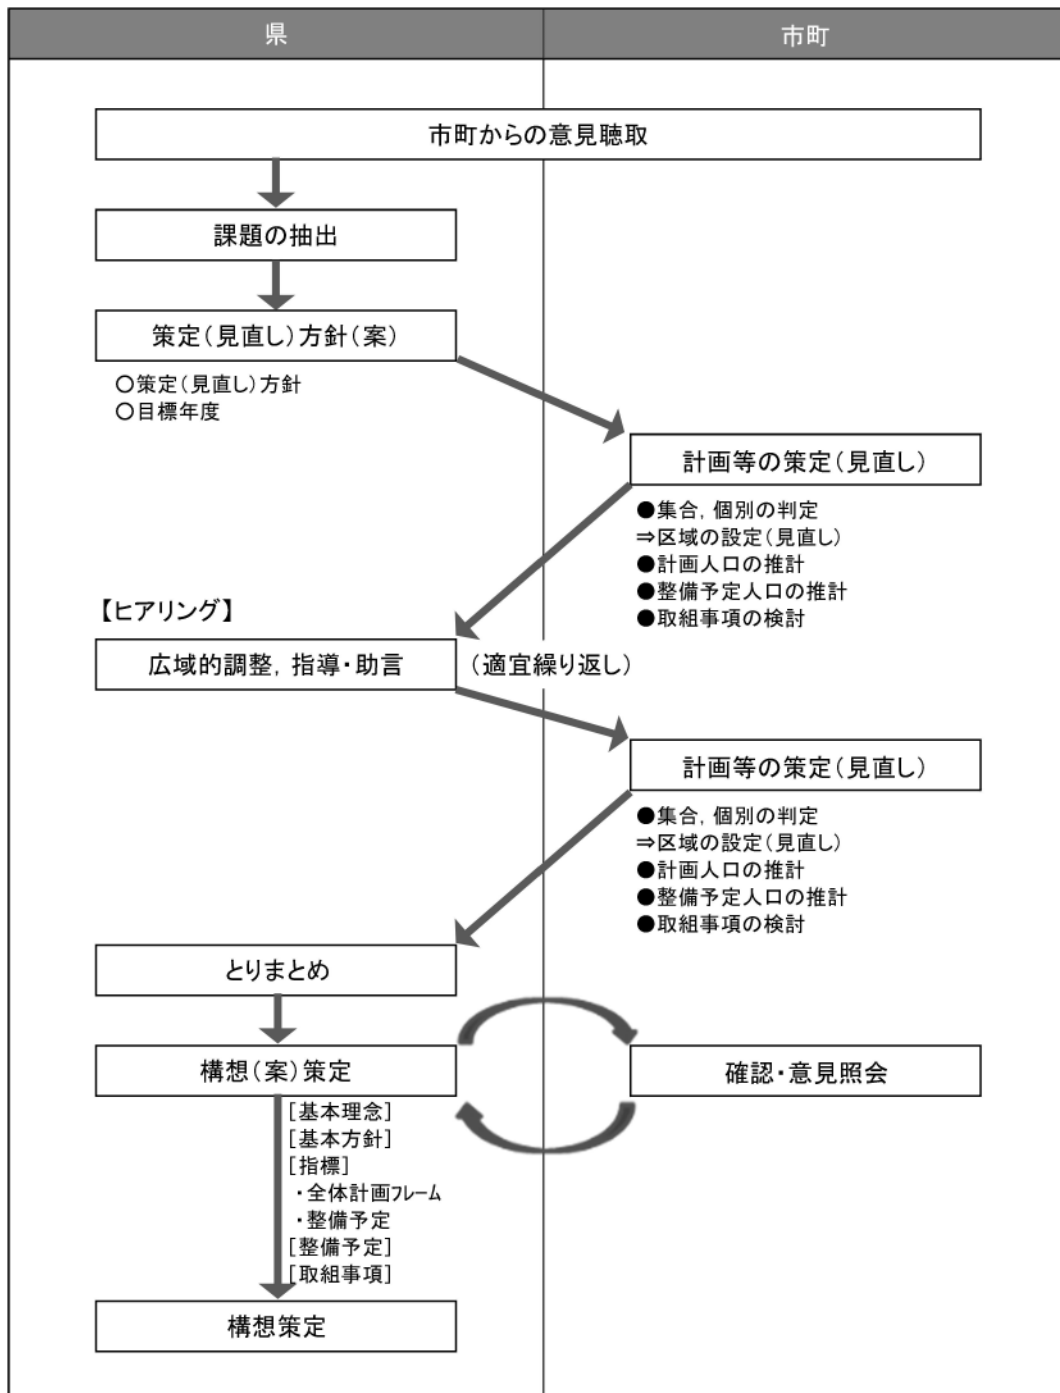 県
市町
市町からの意見聴取
課題の抽出
策定（見直し）方針（案）
○策定（見直し）方針
○目標年度
計画等の策定（見直し）
●集合，個別の判定
⇒区域の設定（見直し）
●計画人口の推計
●整備予定人口の推計
●取組事項の検討
【ヒアリング】
広域的調整，指導・助言
（適宜繰り返し）
計画等の策定（見直し）
●集合，個別の判定
⇒区域の設定（見直し）
●計画人口の推計
●整備予定人口の推計
●取組事項の検討
とりまとめ
構想（案）策定
確認・意見照会
［基本理念］
［基本方針］
［指標］
・全体計画フレーム
・整備予定
［整備予定］
［取組事項］
構想策定